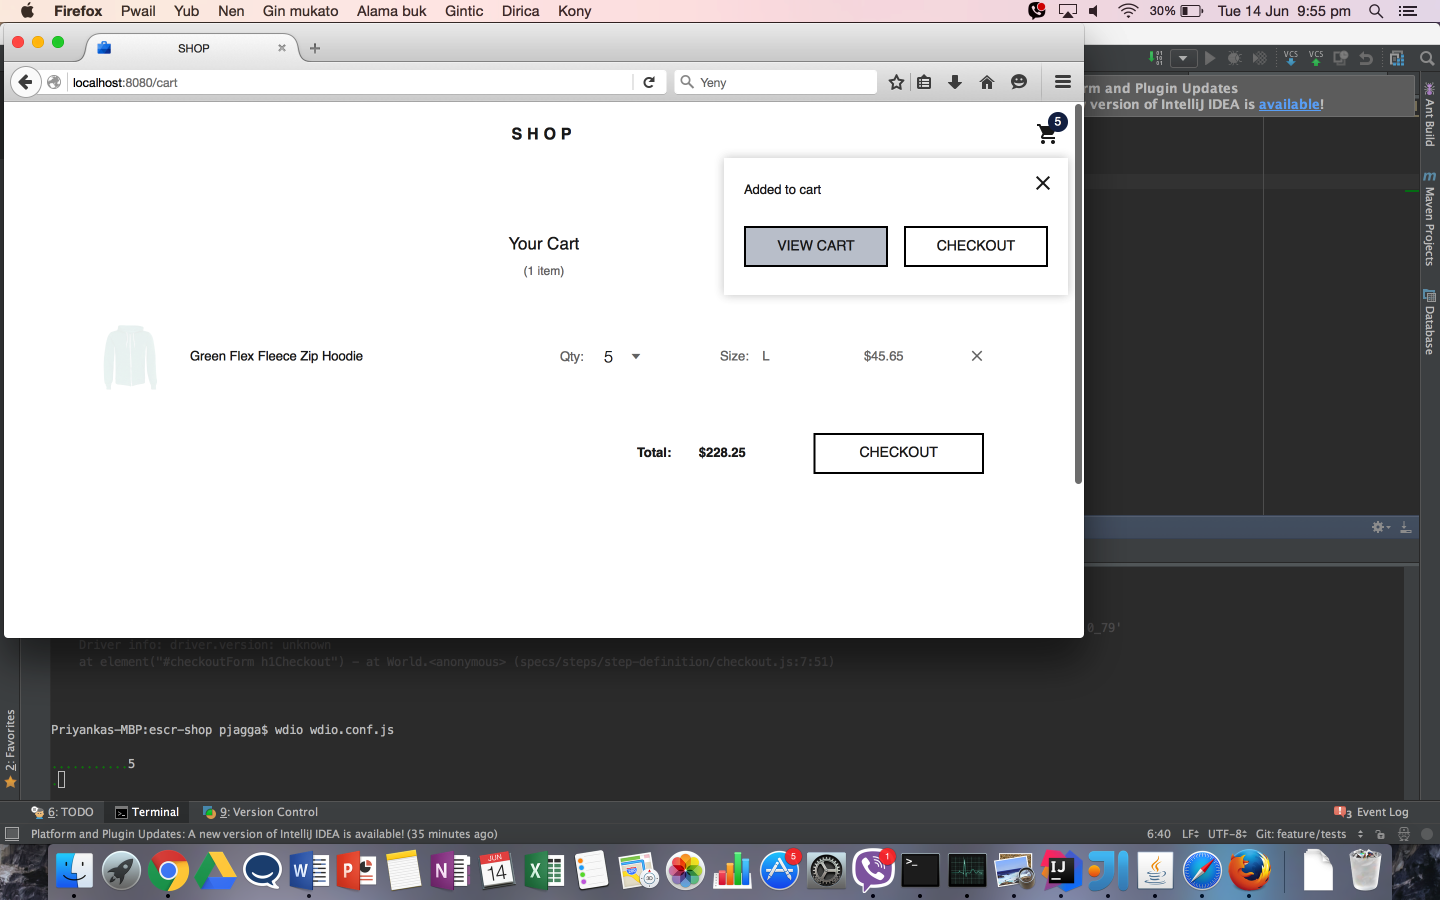 Firefox Pwail Yub Nen Gin mukato Alama buk Gintic Dirica Kony 30% Tue 14 Jun 9:55 pm
SHOP
localhost:8080/cart
Yeny
VCS VCS
m and Plugin Updates
version of IntelliJ IDEA is available!
Ant Build
Maven Projects
Database
SHOP
5
Added to cart
VIEW CART CHECKOUT
Your Cart
(1 item)
Green Flex Fleece Zip Hoodie Qty: 5 Size: L $45.65
Total: $228.25 CHECKOUT
0_79'
Driver info: driver.version: unknown
at element("#checkoutForm h1Checkout") - at World.<anonymous> (specs/steps/step-definition/checkout.js:7:51)
Priyankas-MBP:escr-shop pjagga$ wdio wdio.conf.js
...........5
.
2: Favorites
6: TODO Terminal 9: Version Control 3 Event Log
Platform and Plugin Updates: A new version of IntelliJ IDEA is available! (35 minutes ago) 6:40 LF UTF-8 Git: feature/tests
W P N JUN 14 X 5 1 >_ IJ